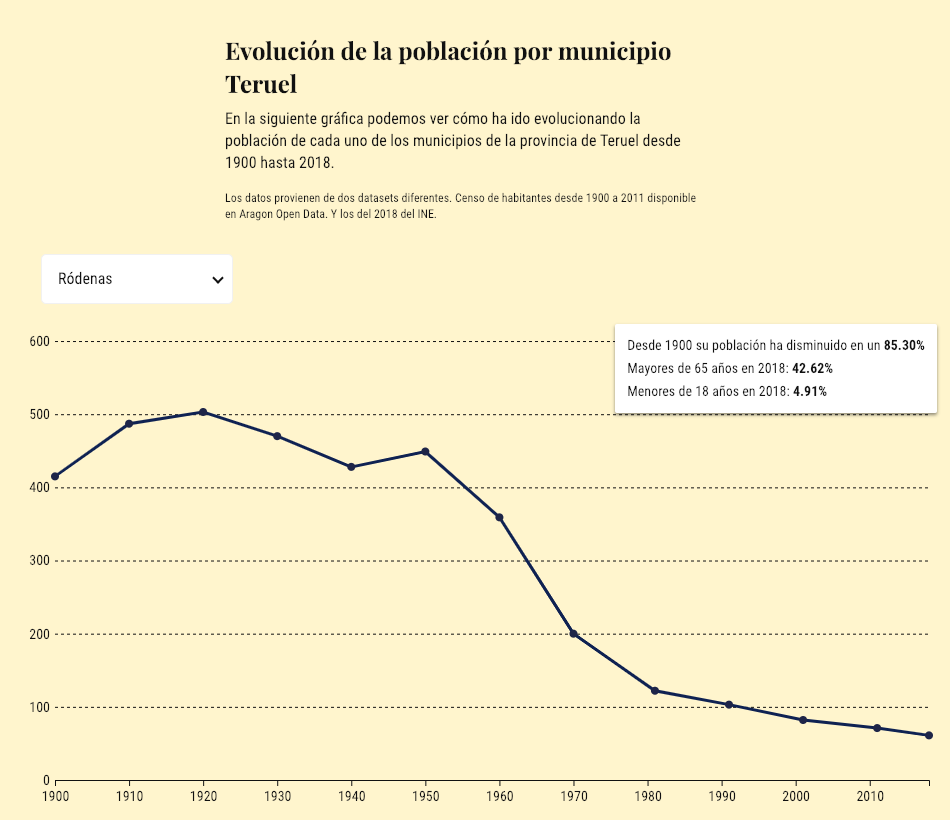 Evolución de la población por municipio
Teruel
En la siguiente gráfica podemos ver cómo ha ido evolucionando la
población de cada uno de los municipios de la provincia de Teruel desde
1900 hasta 2018.
Los datos provienen de dos datasets diferentes. Censo de habitantes desde 1900 a 2011 disponible
en Aragon Open Data. Y los del 2018 del INE.
Ródenas
Desde 1900 su población ha disminuido en un 85.30%
Mayores de 65 años en 2018: 42.62%
Menores de 18 años en 2018: 4.91%
600
500
400
300
200
100
0
1900 1910 1920 1930 1940 1950 1960 1970 1980 1990 2000 2010